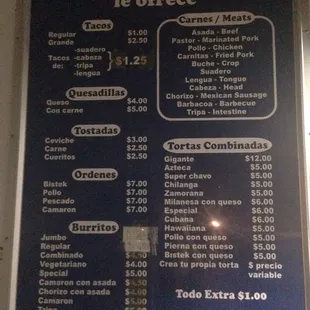 le ofrece
Tacos
Regular $1.00
Grande $2.50
-suadero
Tacos -cabeza $1.25
de: -tripa
-lengua
Quesadillas
Queso $4.00
Con carne $5.00
Tostadas
Ceviche $3.00
Carne $2.50
Cueritos $2.50
Ordenes
Bistek $7.00
Pollo $7.00
Pescado $7.00
Camaron $7.00
Burritos
Jumbo
Regular
Combinado
Vegetariano $4.00
Special $5.00
Camaron con asada
Chorizo con asada
Camaron $5.00
Carnes / Meats
Asada - Beef
Pastor - Marinated Pork
Pollo - Chicken
Carnitas - Fried Pork
Buche - Crop
Suadero
Lengua - Tongue
Cabeza - Head
Chorizo - Mexican Sausage
Barbacoa - Barbecue
Tripa - Intestine
Tortas Combinadas
Gigante $12.00
Azteca $5.00
Super chavo $5.00
Chilanga $5.00
Zamorana $5.00
Milanesa con queso $6.00
Especial $6.00
Cubana $6.00
Hawaiiana $5.00
Pollo con queso $5.00
Pierna con queso $5.00
Bistek con queso $5.00
Crea tu propia torta $ precio
variable
Todo Extra $1.00